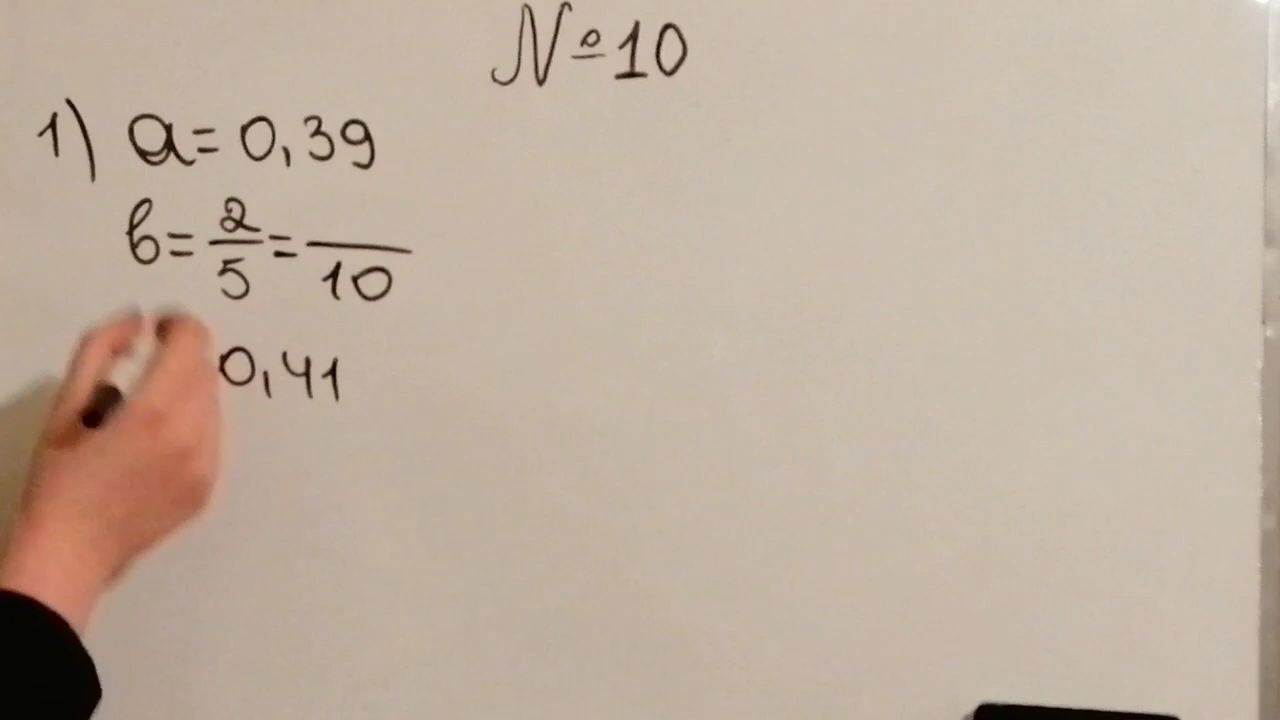 №10
1) a = 0,39
b = 2/5 = /10
0,41